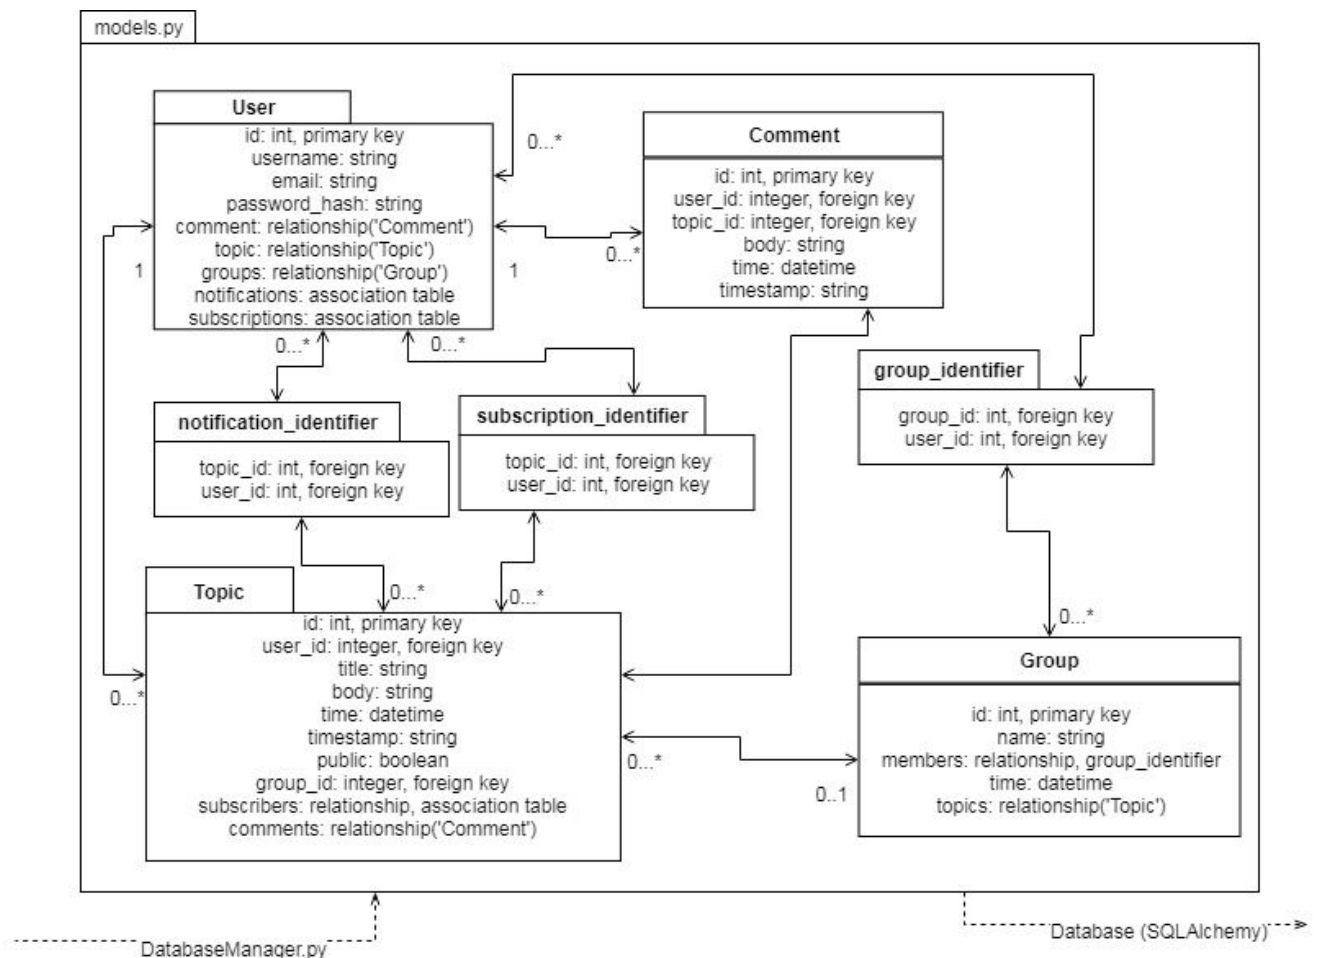 models.py
User
id: int, primary key
username: string
email: string
password_hash: string
comment: relationship('Comment')
topic: relationship('Topic')
groups: relationship('Group')
notifications: association table
subscriptions: association table
0...*
Comment
id: int, primary key
user_id: integer, foreign key
topic_id: integer, foreign key
body: string
time: datetime
timestamp: string
0...*
1
1
0...*
0...*
group_identifier
group_id: int, foreign key
user_id: int, foreign key
notification_identifier
topic_id: int, foreign key
user_id: int, foreign key
subscription_identifier
topic_id: int, foreign key
user_id: int, foreign key
0...*
0...*
0...*
Topic
id: int, primary key
user_id: integer, foreign key
title: string
body: string
time: datetime
timestamp: string
public: boolean
group_id: integer, foreign key
subscribers: relationship, association table
comments: relationship('Comment')
0...*
0...*
0..1
Group
id: int, primary key
name: string
members: relationship, group_identifier
time: datetime
topics: relationship('Topic')
DatabaseManager.py
Database (SQLAlchemy)